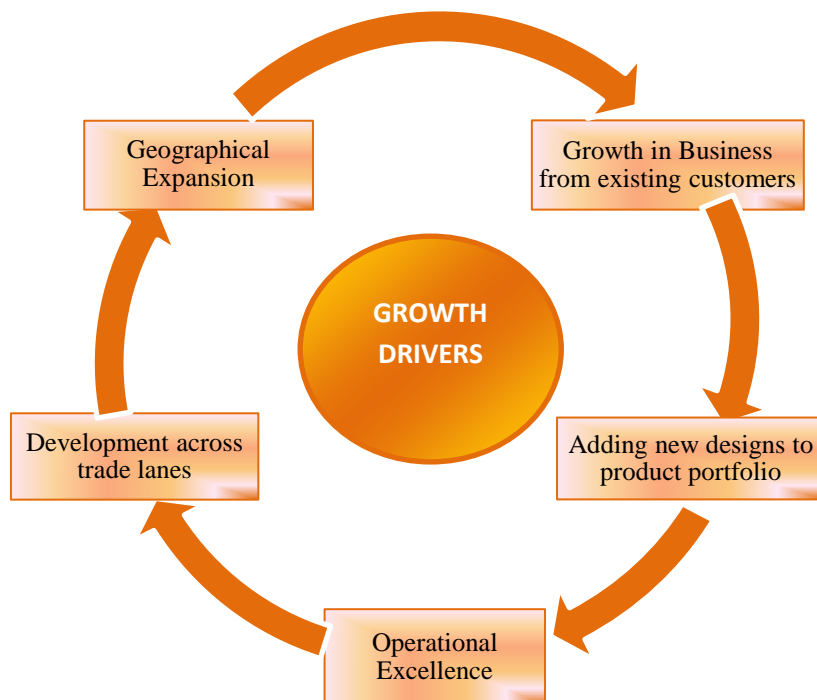 Geographical
Expansion
Growth in Business
from existing customers
GROWTH
DRIVERS
Development across
trade lanes
Adding new designs to
product portfolio
Operational
Excellence